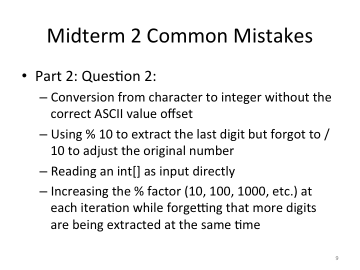 Midterm 2 Common Mistakes
• Part 2: Question 2:
– Conversion from character to integer without the
correct ASCII value offset
– Using % 10 to extract the last digit but forgot to /
10 to adjust the original number
– Reading an int[] as input directly
– Increasing the % factor (10, 100, 1000, etc.) at
each iteration while forgetting that more digits
are being extracted at the same time